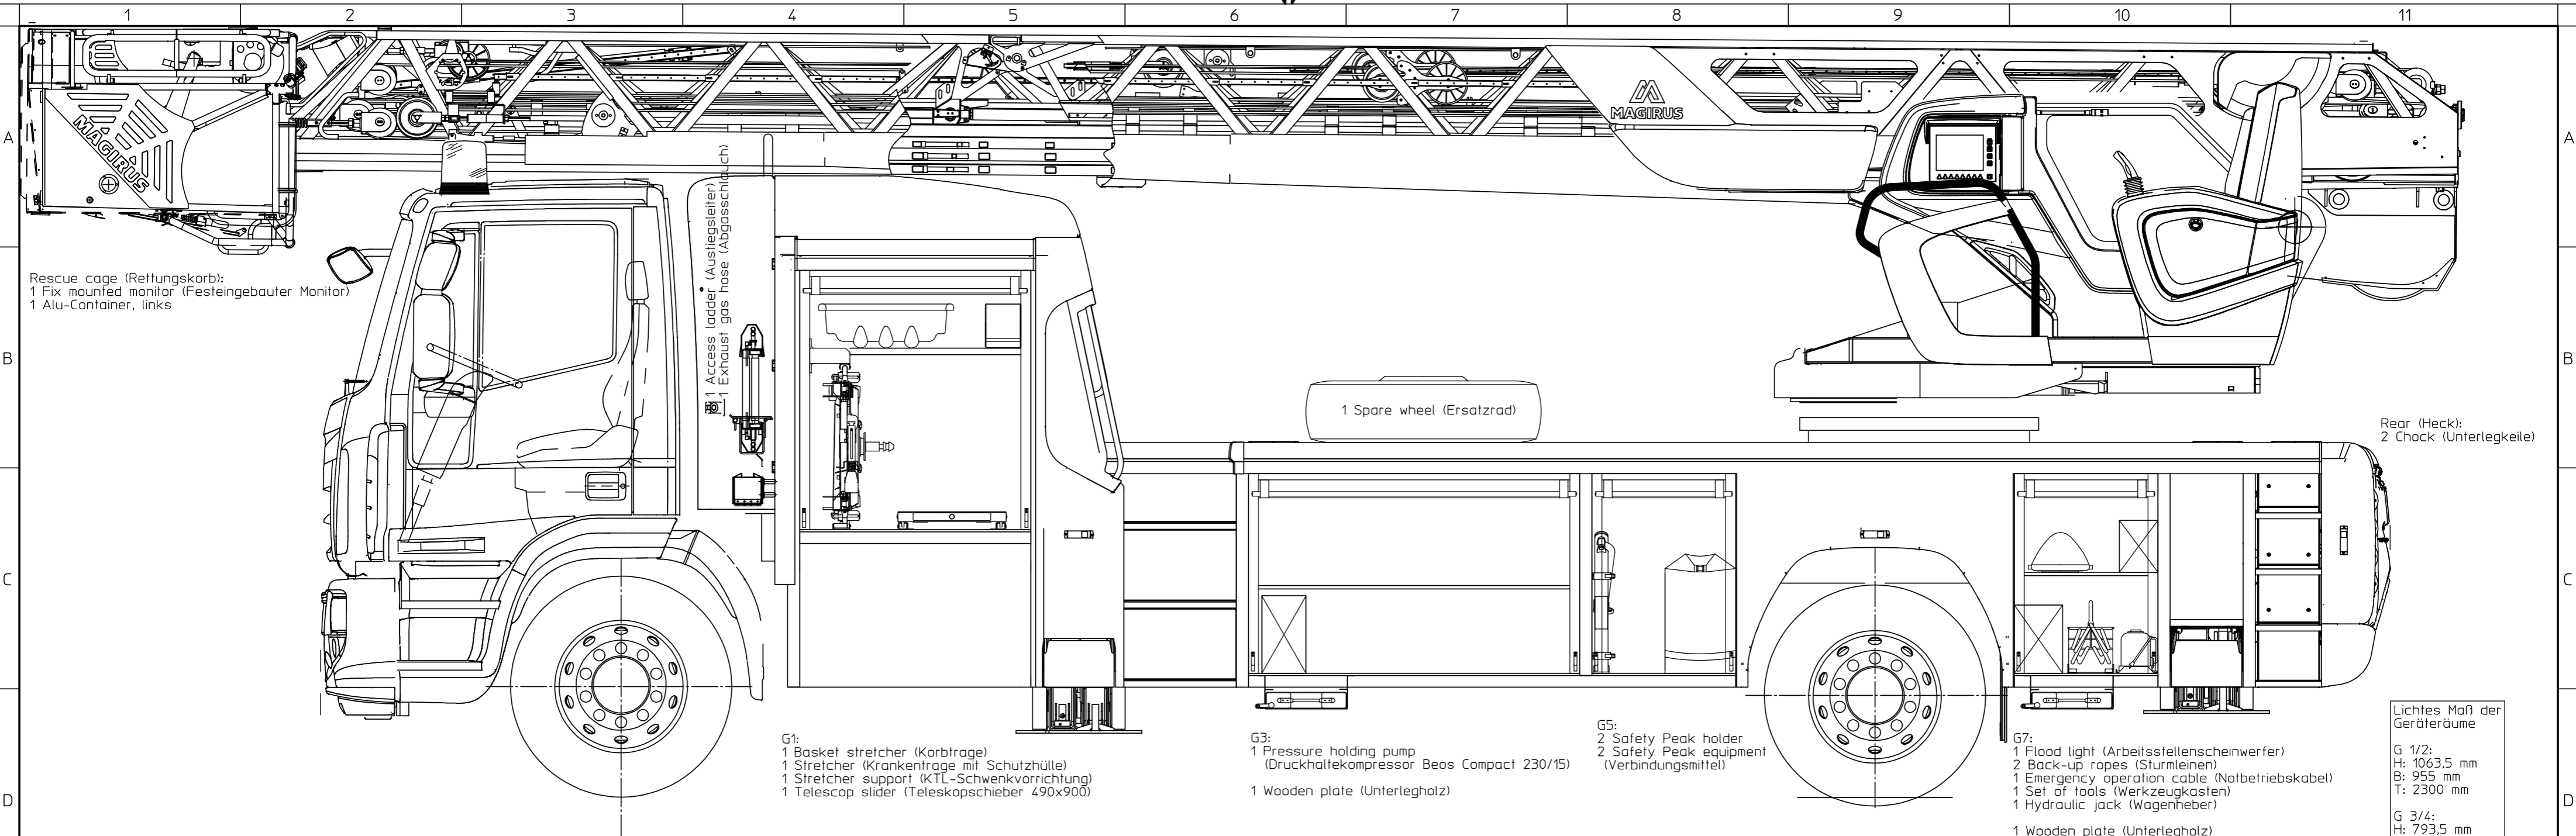 1 2 3 4 5 6 7 8 9 10 11
A A
MAGIRUS
MAGIRUS
1 Access ladder (Austiegsleiter)
1 Exhaust gas hose (Abgasschlauch)
Rescue cage (Rettungskorb):
1 Fix mounted monitor (Festeingebauter Monitor)
1 Alu-Container, links
B B
1 Spare wheel (Ersatzrad)
Rear (Heck):
2 Chock (Unterlegkeile)
C C
G1:
1 Basket stretcher (Korbtrage)
1 Stretcher (Krankentrage mit Schutzhülle)
1 Stretcher support (KTL-Schwenkvorrichtung)
1 Telescop slider (Teleskopschieber 490x900)
G3:
1 Pressure holding pump
(Druckhaltekompressor Beos Compact 230/15)
1 Wooden plate (Unterlegholz)
G5:
2 Safety Peak holder
2 Safety Peak equipment
(Verbindungsmittel)
G7:
1 Flood light (Arbeitsstellenscheinwerfer)
2 Back-up ropes (Sturmleinen)
1 Emergency operation cable (Notbetriebskabel)
1 Set of tools (Werkzeugkasten)
1 Hydraulic jack (Wagenheber)
1 Wooden plate (Unterlegholz)
Lichtes Maß der
Geräteräume
G 1/2:
H: 1063,5 mm
B: 955 mm
T: 2300 mm
G 3/4:
H: 793,5 mm
D D